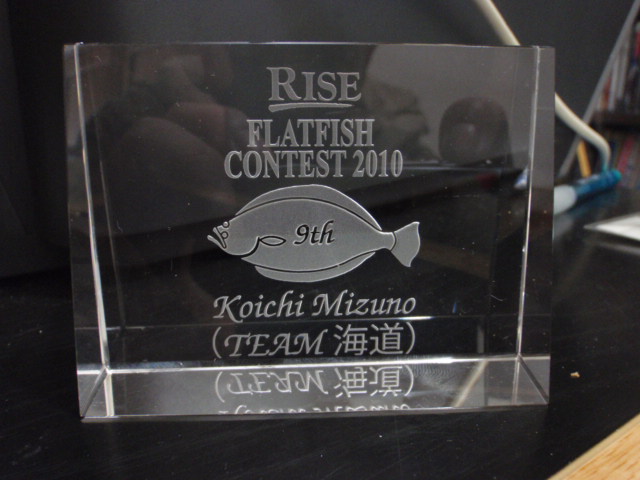 RISE
FLATFISH
CONTEST 2010
9th
Koichi Mizuno
(TEAM 海道)